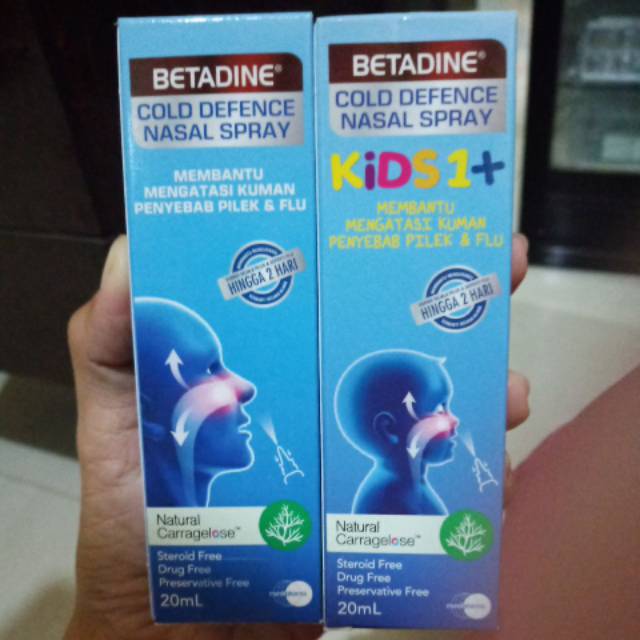 BETADINE®
COLD DEFENCE
NASAL SPRAY
MEMBANTU
MENGATASI KUMAN
PENYEBAB PILEK & FLU
HINGGA 2 HARI
Natural
Carragelose™
Steroid Free
Drug Free
Preservative Free
20mL
BETADINE®
COLD DEFENCE
NASAL SPRAY
KiDS 1+
MEMBANTU
MENGATASI KUMAN
PENYEBAB PILEK & FLU
HINGGA 2 HARI
Natural
Carragelose™
Steroid Free
Drug Free
Preservative Free
20mL